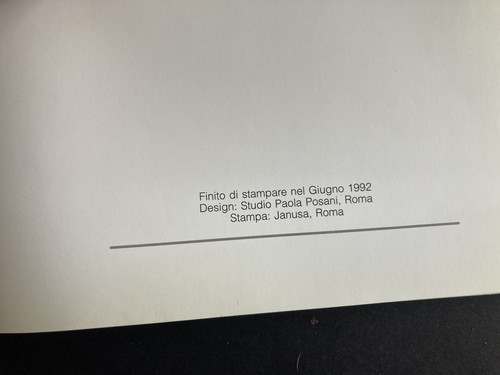 Finito di stampare nel Giugno 1992
Design: Studio Paola Posani, Roma
Stampa: Janusa, Roma